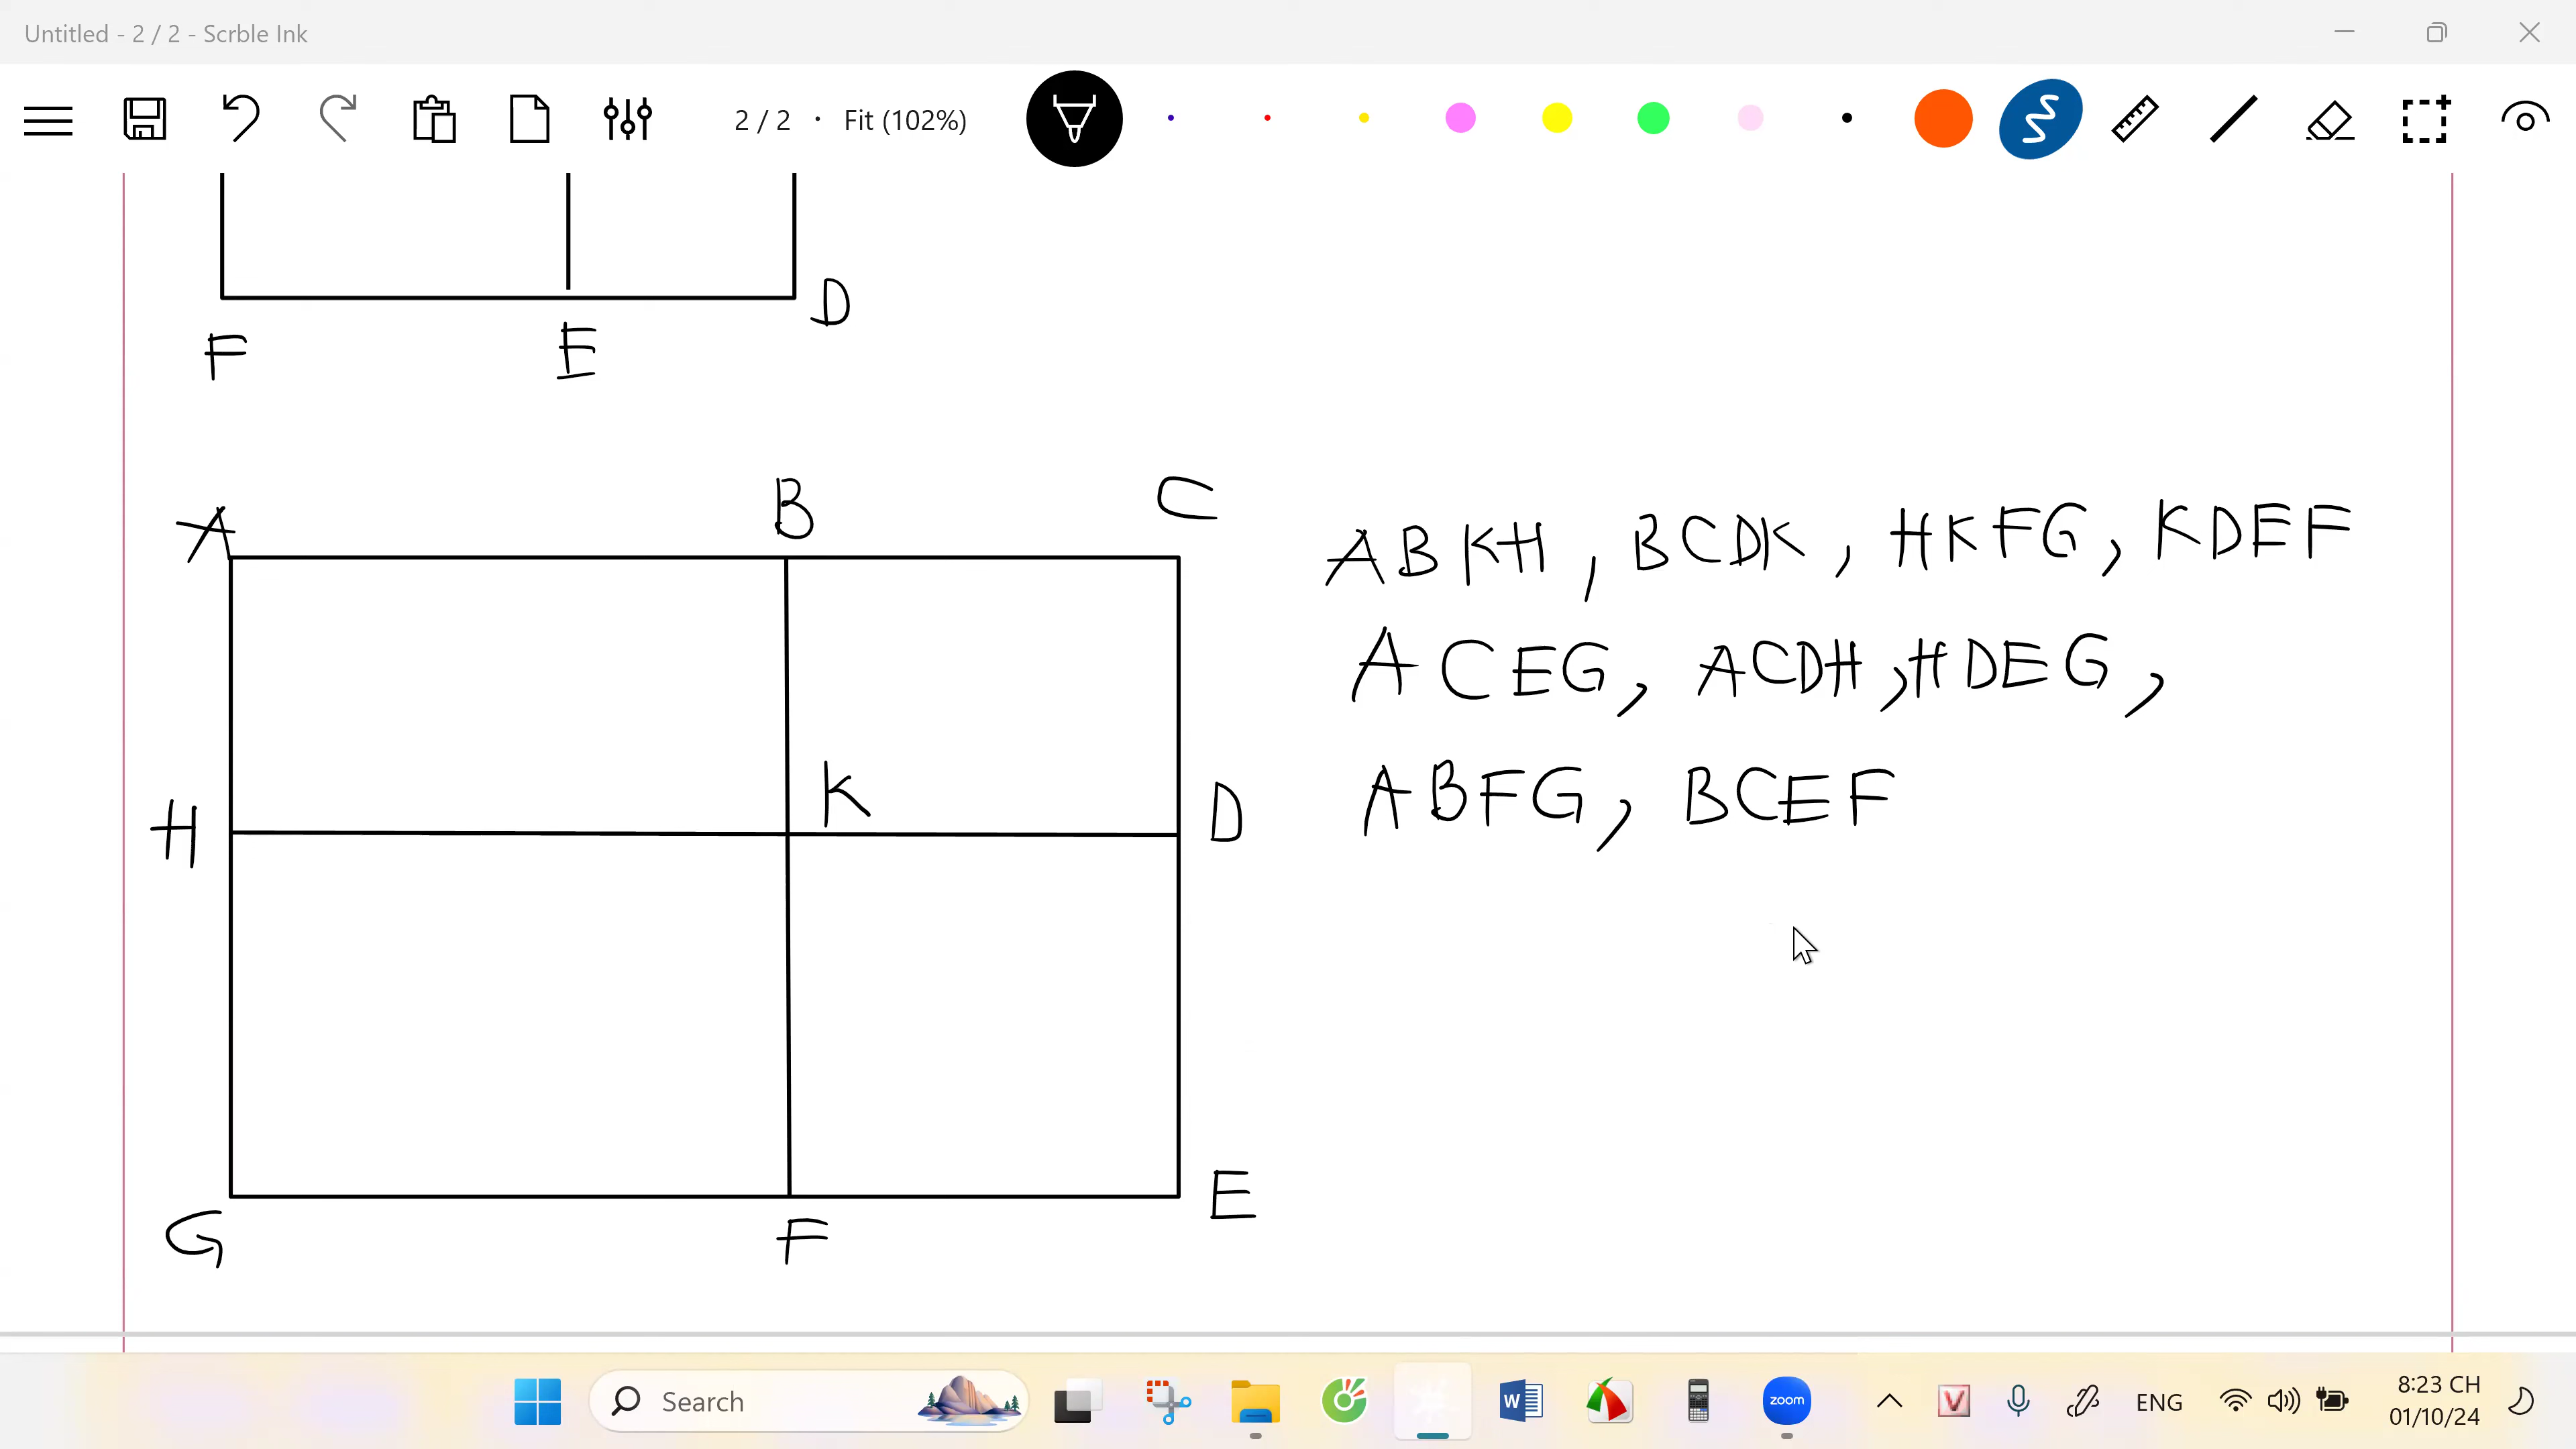 Untitled - 2 / 2 - Scrble Ink
2 / 2 · Fit (102%)
D
F E
A B C
H K D
G F E
ABKH, BCDK, HKFG, KDEF
ACEG, ACDH, HDEG,
ABFG, BCEF
Search
W
zoom
V
ENG
8:23 CH
01/10/24